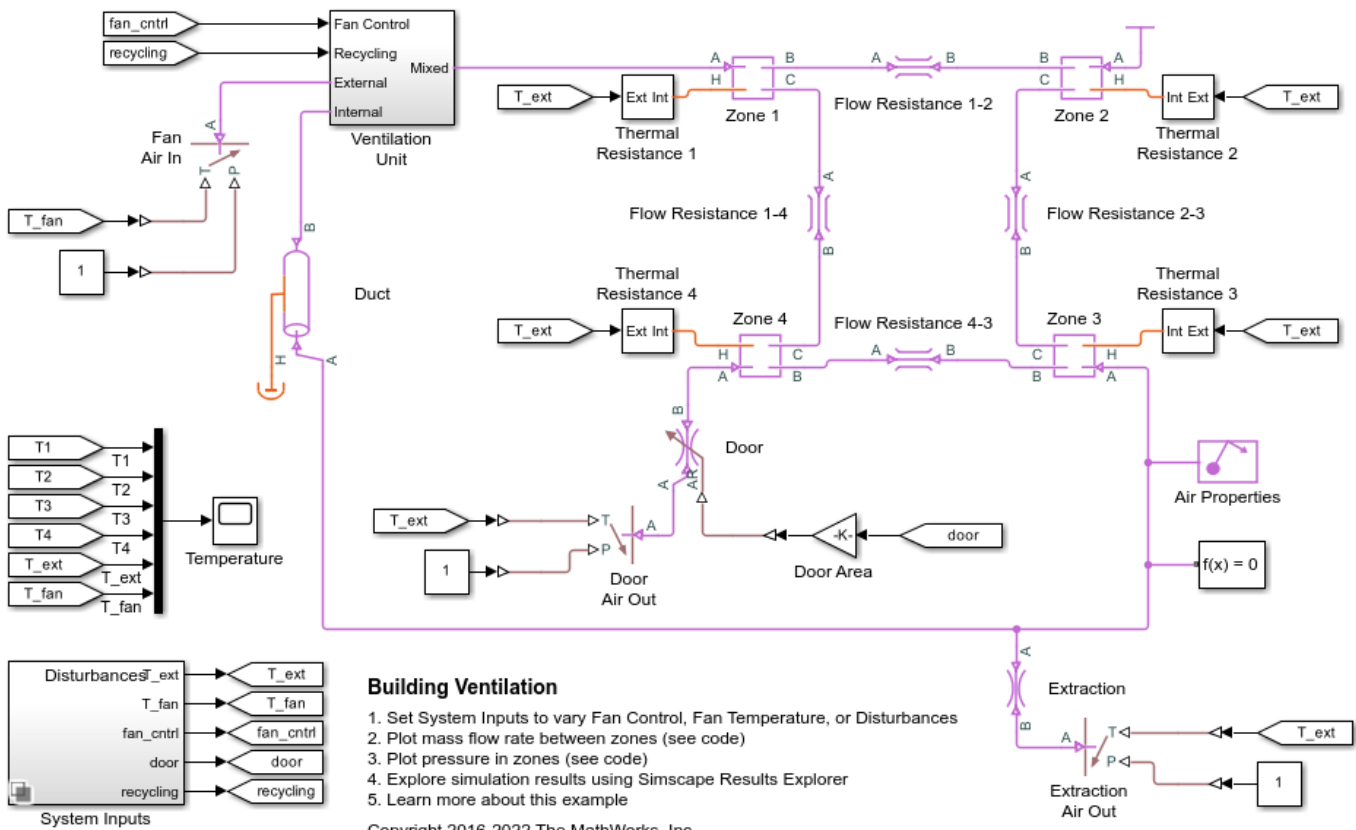 fan_cntrl
recycling
Fan Control
Recycling
External
Internal
Mixed
Ventilation
Unit
A
Fan
Air In
T
P
T_fan
1
B
Duct
H
A
T_ext
Ext Int
Thermal
Resistance 1
A
H
B
C
Zone 1
A
B
Flow Resistance 1-2
B
C
A
H
Zone 2
Int Ext
Thermal
Resistance 2
T_ext
A
Flow Resistance 1-4
B
A
Flow Resistance 2-3
B
Thermal
Resistance 4
T_ext
Ext Int
Zone 4
H
A
C
B
Flow Resistance 4-3
A
B
Zone 3
C
B
H
A
Thermal
Resistance 3
Int Ext
T_ext
B
Door
A
AR
T_ext
1
T
P
A
Door
Air Out
-K-
Door Area
door
Air Properties
f(x) = 0
T1
T2
T3
T4
T_ext
T_fan
T1
T2
T3
T4
T_ext
T_fan
Temperature
Disturbances
T_ext
T_fan
fan_cntrl
door
recycling
T_ext
T_fan
fan_cntrl
door
recycling
System Inputs
Building Ventilation
1. Set System Inputs to vary Fan Control, Fan Temperature, or Disturbances
2. Plot mass flow rate between zones (see code)
3. Plot pressure in zones (see code)
4. Explore simulation results using Simscape Results Explorer
5. Learn more about this example
Copyright 2016-2022 The MathWorks, Inc.
A
Extraction
B
A
T
P
T_ext
1
Extraction
Air Out